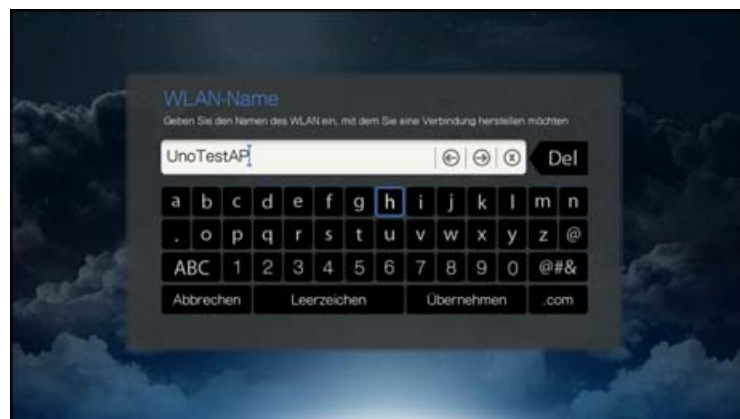 WLAN-Name
Geben Sie den Namen des WLAN ein, mit dem Sie eine Verbindung herstellen möchten
UnoTestAP
Del
a b c d e f g h i j k l m n
. o p q r s t u v w x y z @
ABC 1 2 3 4 5 6 7 8 9 0 @#&
Abbrechen Leerzeichen Übernehmen .com